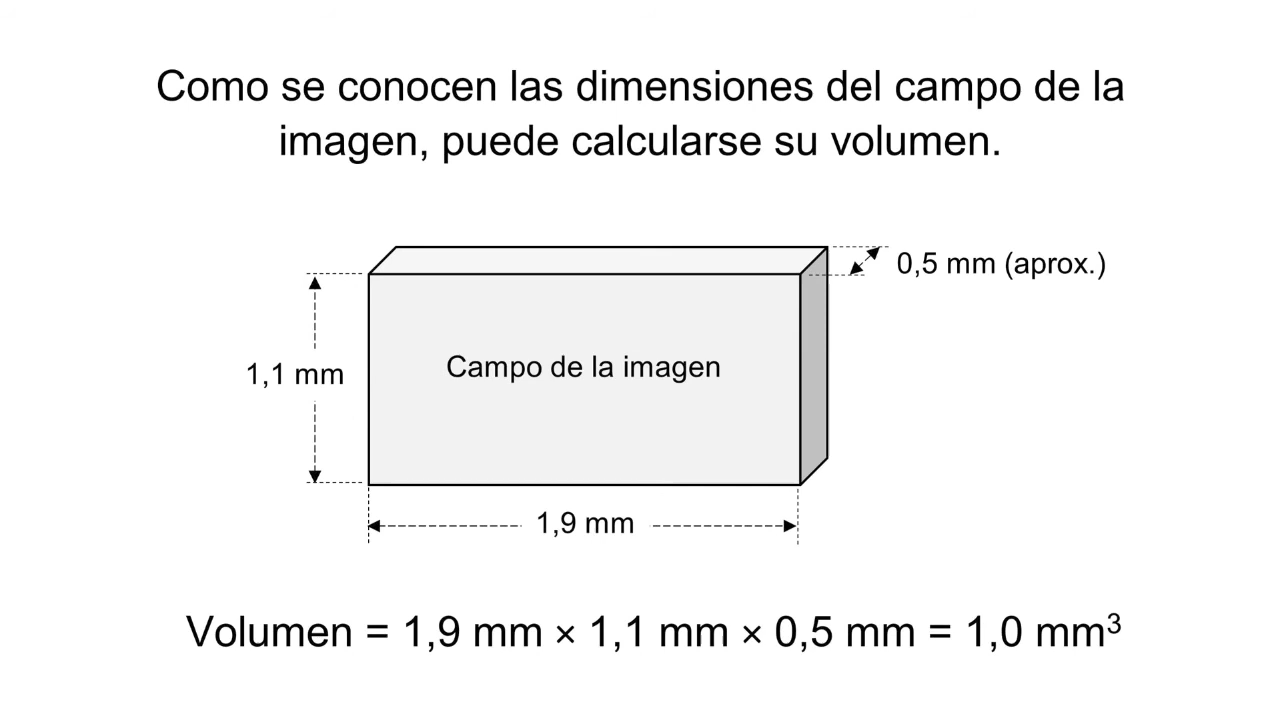 Como se conocen las dimensiones del campo de la
imagen, puede calcularse su volumen.
0,5 mm (aprox.)
Campo de la imagen
1,1 mm
1,9 mm
Volumen = 1,9 mm × 1,1 mm × 0,5 mm = 1,0 mm³